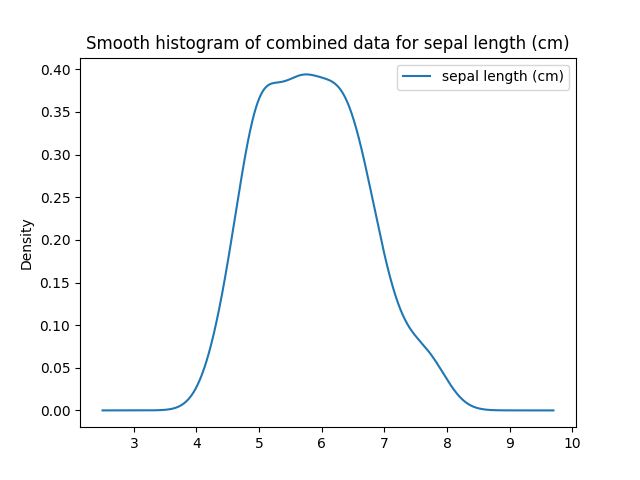 Smooth histogram of combined data for sepal length (cm)
sepal length (cm)
0.40
0.35
0.30
0.25
0.20
0.15
0.10
0.05
0.00
Density
3 4 5 6 7 8 9 10